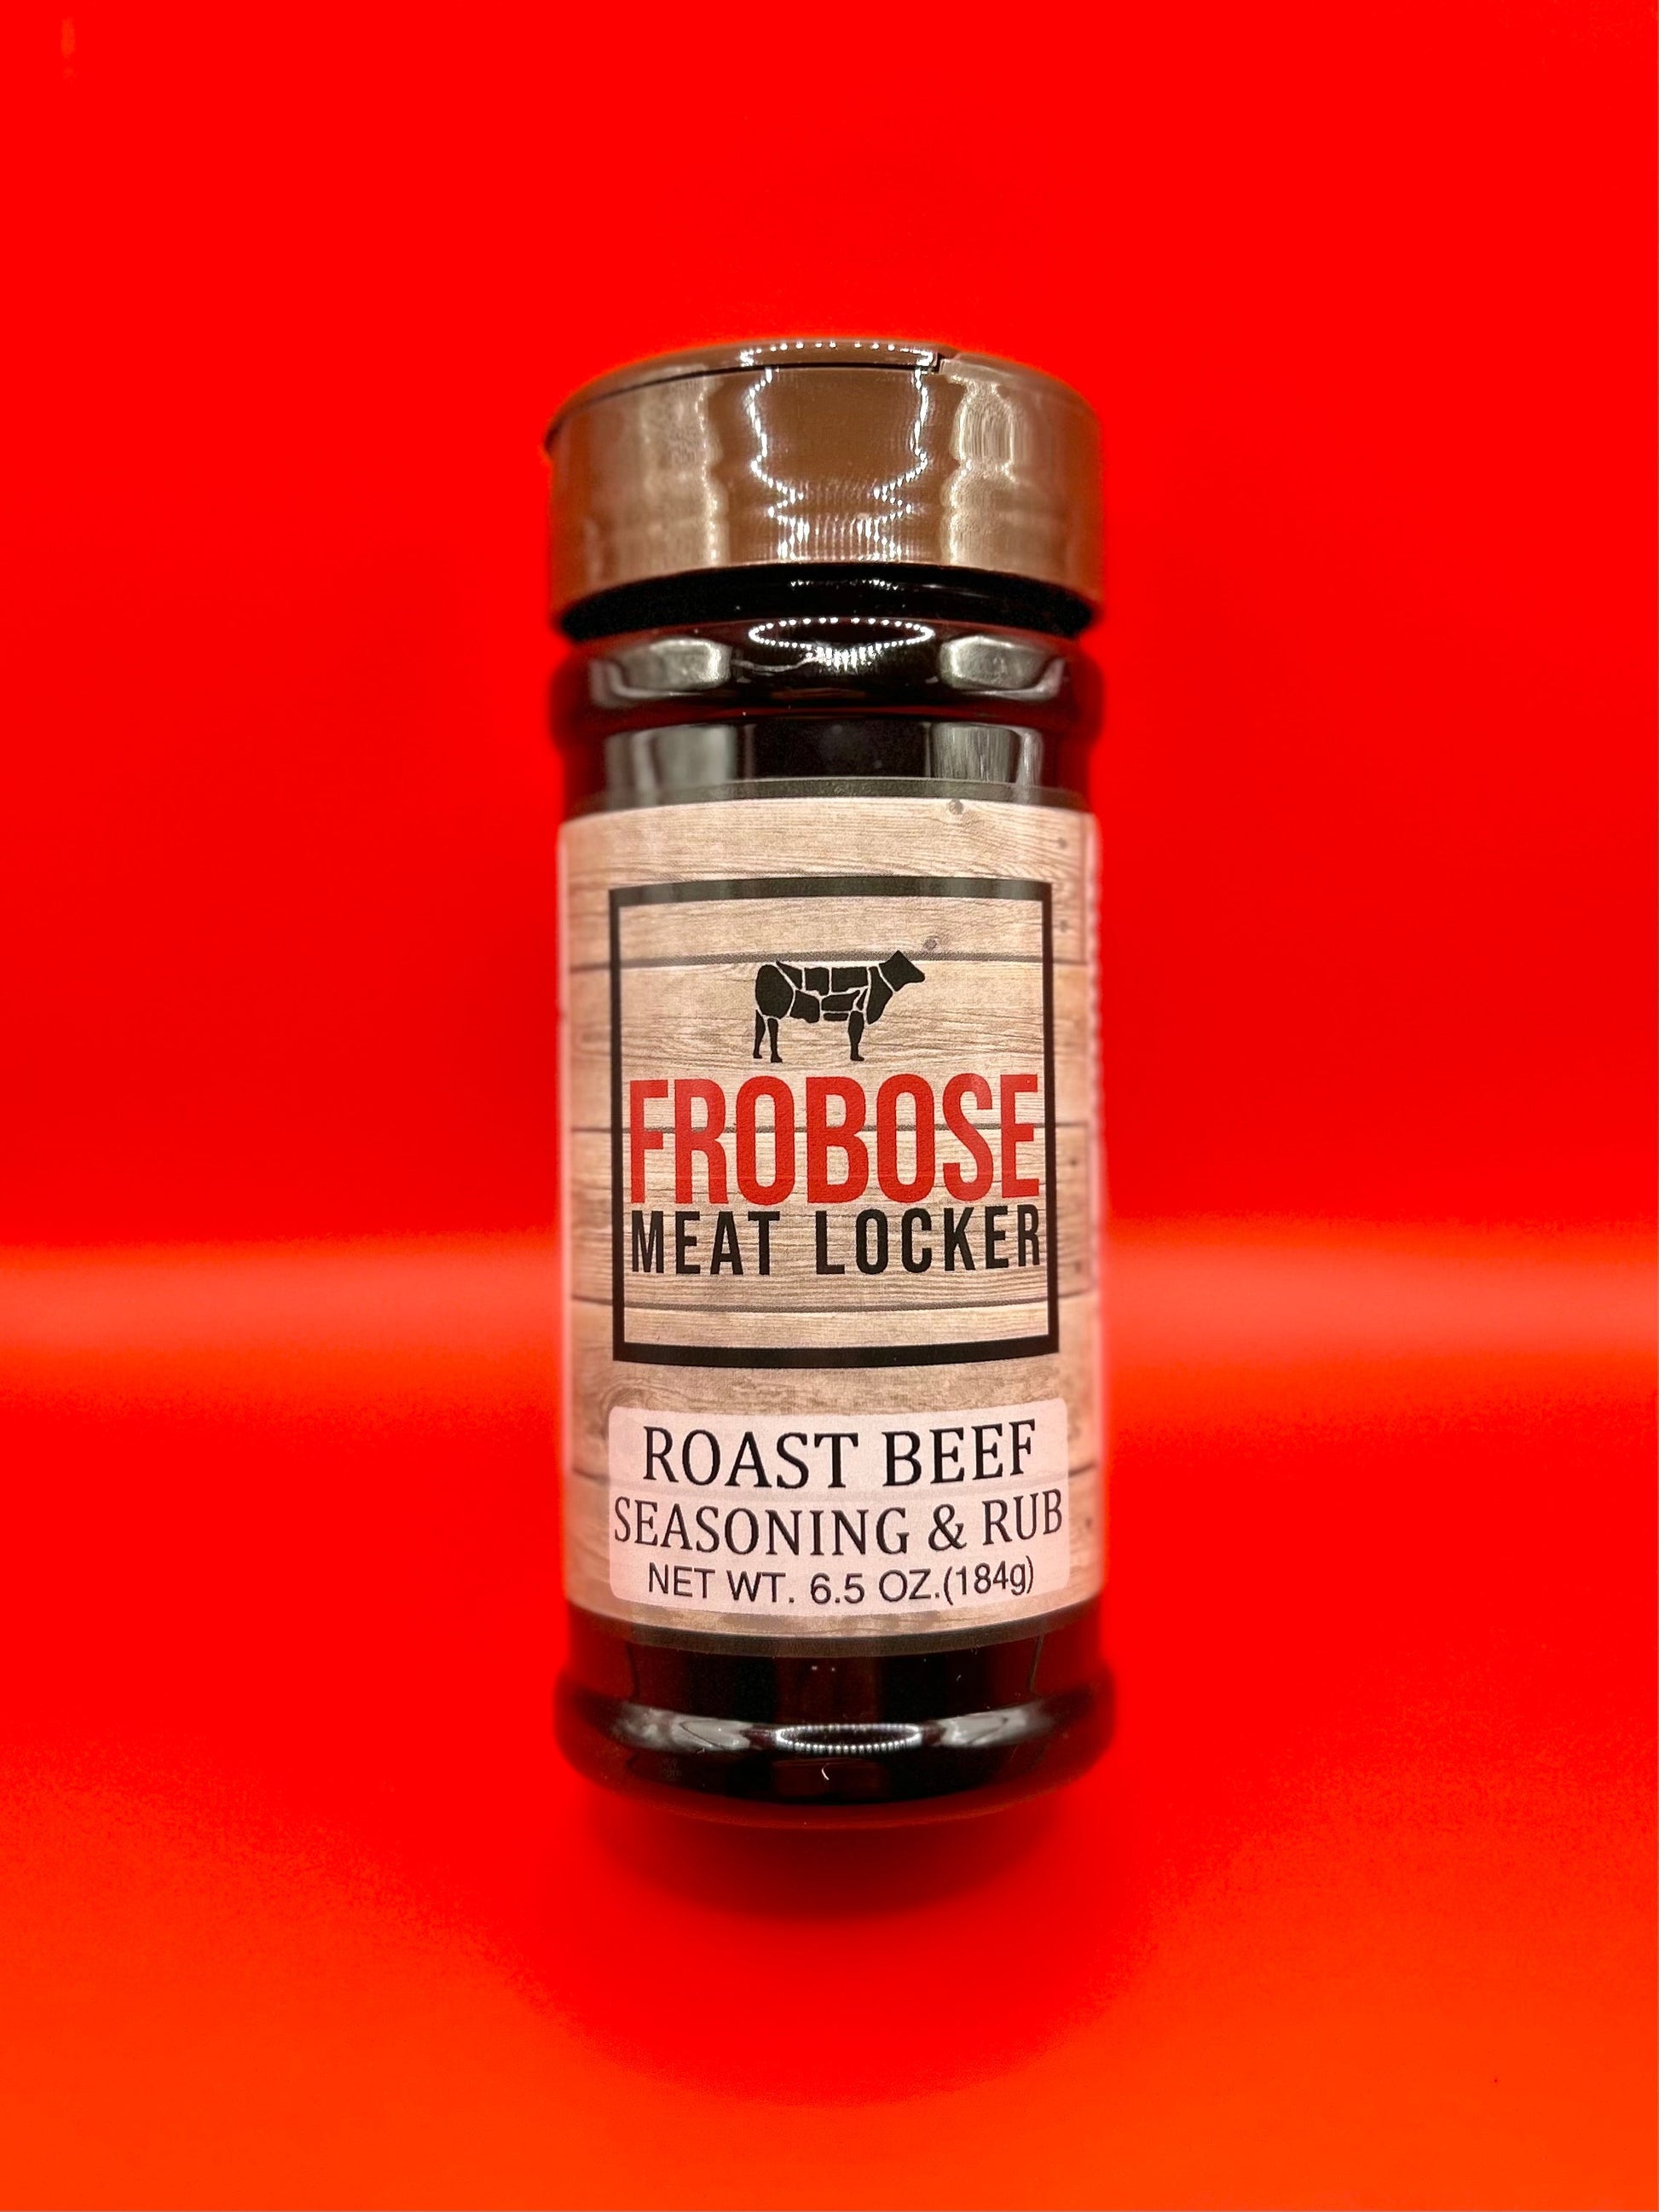 FROBOSE
MEAT LOCKER
ROAST BEEF
SEASONING & RUB
NET WT. 6.5 OZ.(184g)